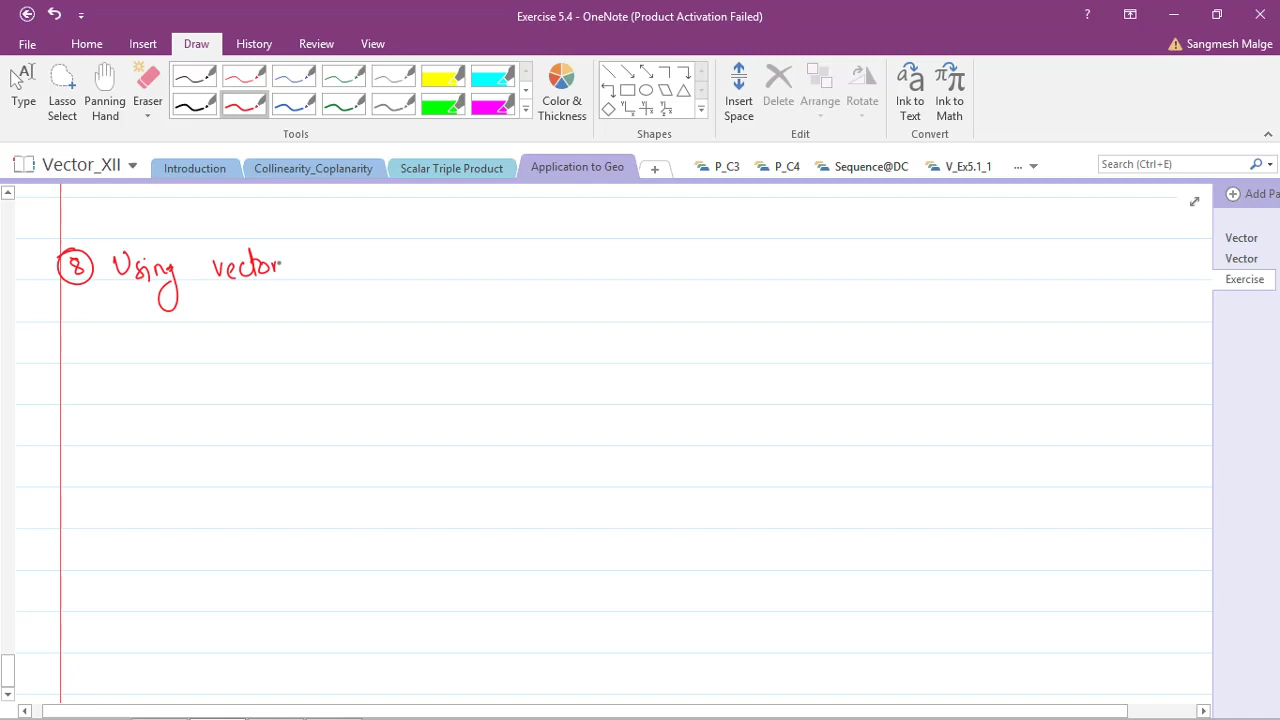 Exercise 5.4 - OneNote (Product Activation Failed)
?
File Home Insert Draw History Review View
Sangmesh Malge
Type
Lasso Select
Panning Hand
Eraser
Color & Thickness
Insert Space
Delete
Arrange
Rotate
Ink to Text
Ink to Math
Tools
Shapes
Edit
Convert
Vector_XII
Introduction
Collinearity_Coplanarity
Scalar Triple Product
Application to Geo
P_C3
P_C4
Sequence@DC
V_Ex5.1_1
...
Search (Ctrl+E)
Add Pa
Vector
Vector
Exercise
8 Using vector